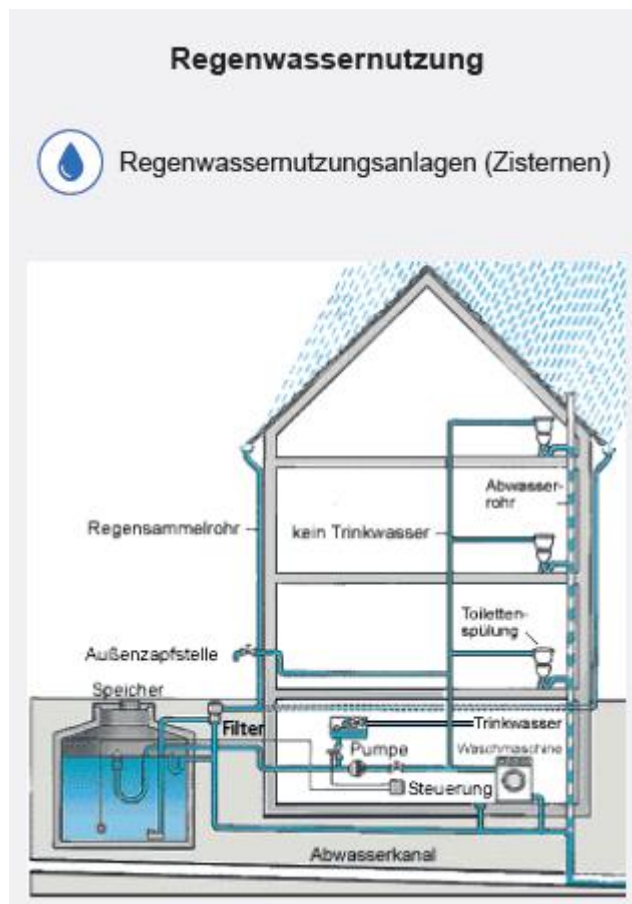 Regenwassernutzung
Regenwassernutzungsanlagen (Zisternen)
Abwasser-
rohr
Regensammelrohr
kein Trinkwasser
Toiletten-
spülung
Außenzapfstelle
Speicher
Filter
Trinkwasser
Pumpe
Waschmaschine
Steuerung
Abwasserkanal